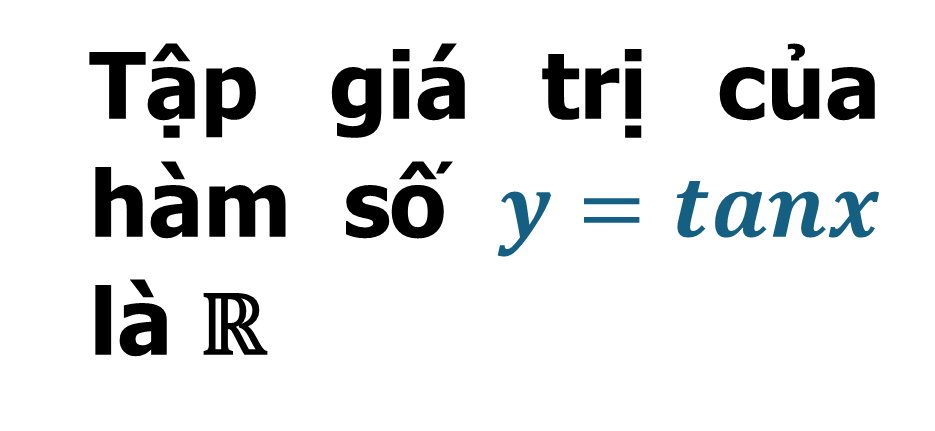 Tập giá trị của
hàm số y = tanx
là ℝ